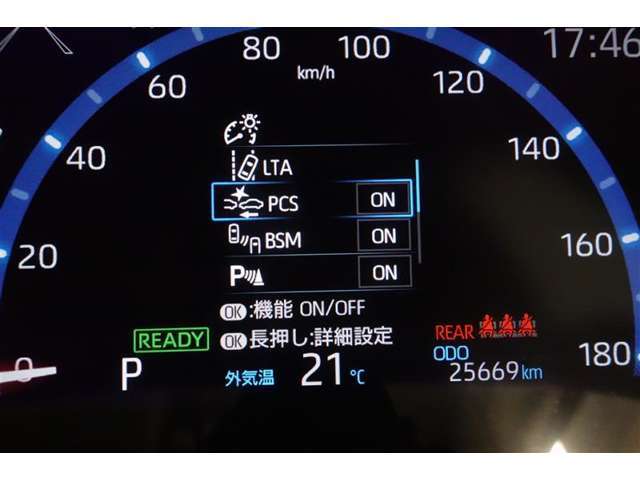 80 100 17:46
km/h
60 120
40 140
LTA
PCS ON
BSM ON
20 160
P ON
OK:機能 ON/OFF
READY OK長押し:詳細設定 REAR
ODO
0 P 外気温 21℃ 25669km 180